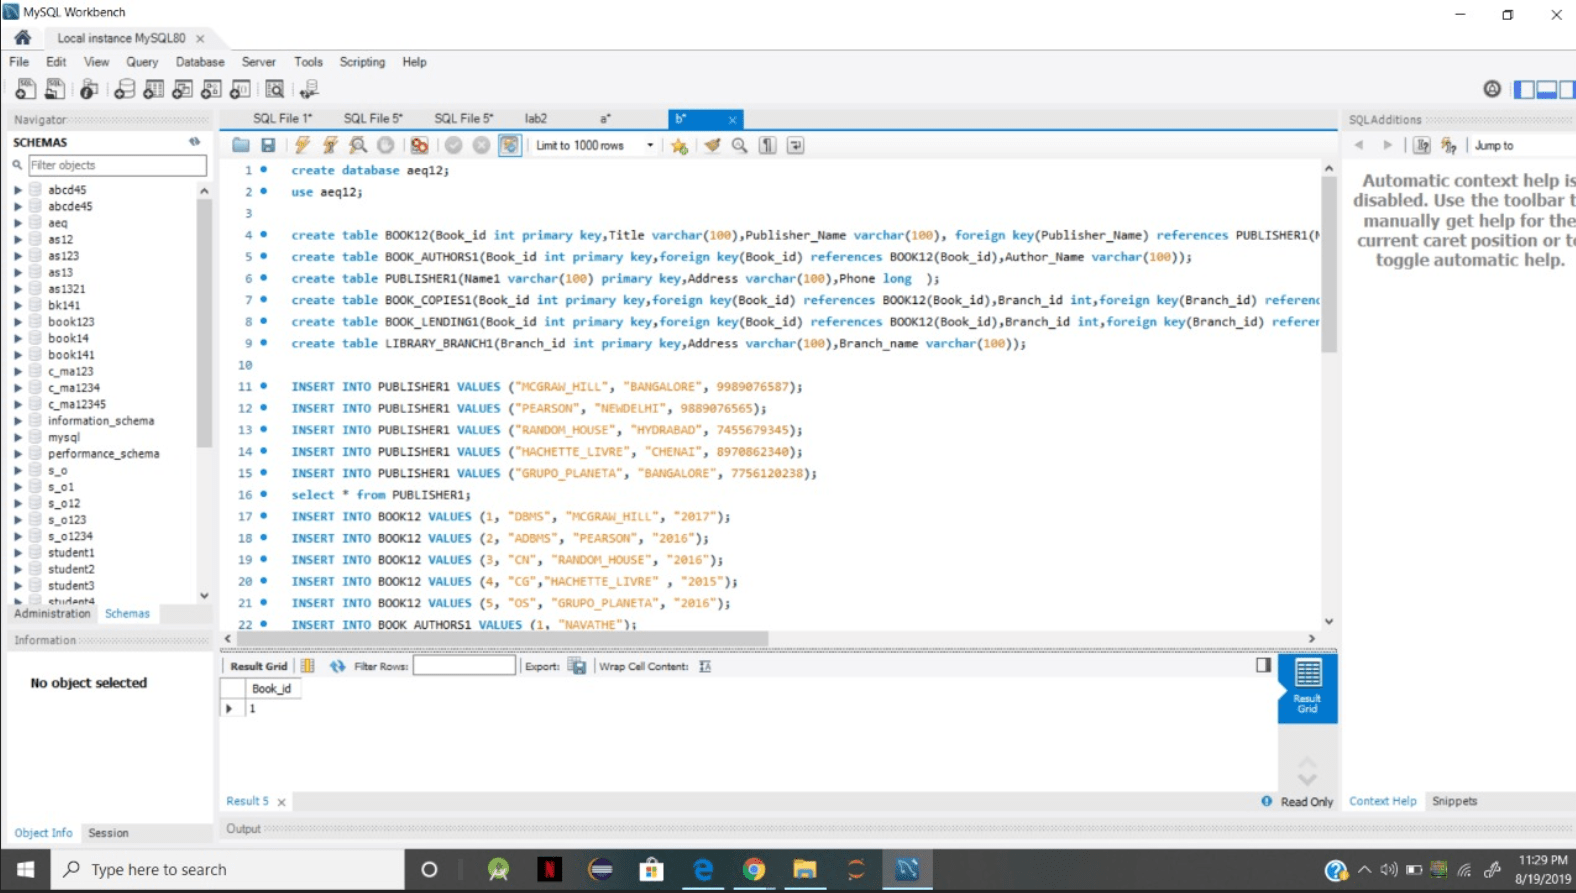 MySQL Workbench
Local instance MySQL80
File Edit View Query Database Server Tools Scripting Help
Navigator
SCHEMAS
Filter objects
abcd45
abcde45
aeq
as12
as123
as13
as1321
bk141
book123
book14
book141
c_ma123
c_ma1234
c_ma12345
information_schema
mysql
performance_schema
s_o
s_o1
s_o12
s_o123
s_o1234
student1
student2
student3
student4
Administration Schemas
Information
No object selected
Object Info Session
SQL File 1* SQL File 5* SQL File 5* lab2 a* b*
Limit to 1000 rows
1 create database aeq12;
2 use aeq12;
3
4 create table BOOK12(Book_id int primary key,Title varchar(100),Publisher_Name varchar(100), foreign key(Publisher_Name) references PUBLISHER1(
5 create table BOOK_AUTHORS1(Book_id int primary key,foreign key(Book_id) references BOOK12(Book_id),Author_Name varchar(100));
6 create table PUBLISHER1(Name1 varchar(100) primary key,Address varchar(100),Phone long );
7 create table BOOK_COPIES1(Book_id int primary key,foreign key(Book_id) references BOOK12(Book_id),Branch_id int,foreign key(Branch_id) referenc
8 create table BOOK_LENDING1(Book_id int primary key,foreign key(Book_id) references BOOK12(Book_id),Branch_id int,foreign key(Branch_id) refere
9 create table LIBRARY_BRANCH1(Branch_id int primary key,Address varchar(100),Branch_name varchar(100));
10
11 INSERT INTO PUBLISHER1 VALUES ("MCGRAW_HILL", "BANGALORE", 9989076587);
12 INSERT INTO PUBLISHER1 VALUES ("PEARSON", "NEWDELHI", 9889076565);
13 INSERT INTO PUBLISHER1 VALUES ("RANDOM_HOUSE", "HYDRABAD", 7455679345);
14 INSERT INTO PUBLISHER1 VALUES ("HACHETTE_LIVRE", "CHENAI", 8970862340);
15 INSERT INTO PUBLISHER1 VALUES ("GRUPO_PLANETA", "BANGALORE", 7756120238);
16 select * from PUBLISHER1;
17 INSERT INTO BOOK12 VALUES (1, "DBMS", "MCGRAW_HILL", "2017");
18 INSERT INTO BOOK12 VALUES (2, "ADBMS", "PEARSON", "2016");
19 INSERT INTO BOOK12 VALUES (3, "CN", "RANDOM_HOUSE", "2016");
20 INSERT INTO BOOK12 VALUES (4, "CG","HACHETTE_LIVRE" , "2015");
21 INSERT INTO BOOK12 VALUES (5, "OS", "GRUPO_PLANETA", "2016");
22 INSERT INTO BOOK_AUTHORS1 VALUES (1, "NAVATHE");
Result Grid Filter Rows: Export: Wrap Cell Content:
Book_id
1
Result Grid
Result 5
Read Only
Output
SQLAdditions
Jump to
Automatic context help is
disabled. Use the toolbar t
manually get help for the
current caret position or to
toggle automatic help.
Context Help Snippets
Type here to search
11:29 PM
8/19/2019